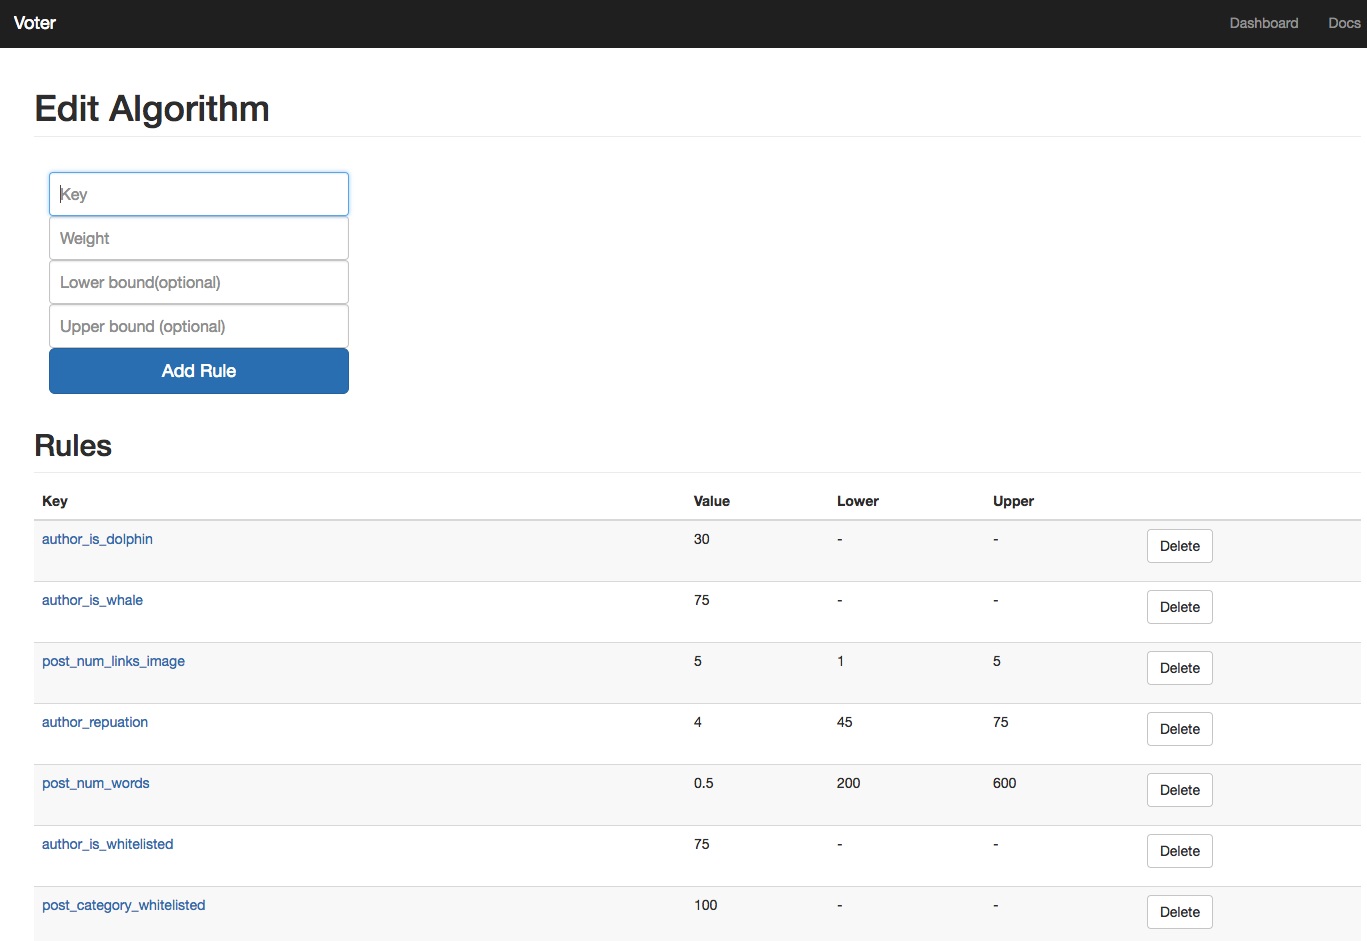 Voter Dashboard Docs
Edit Algorithm
Key
Weight
Lower bound(optional)
Upper bound (optional)
Add Rule
Rules
Key Value Lower Upper
author_is_dolphin 30 - - Delete
author_is_whale 75 - - Delete
post_num_links_image 5 1 5 Delete
author_repuation 4 45 75 Delete
post_num_words 0.5 200 600 Delete
author_is_whitelisted 75 - - Delete
post_category_whitelisted 100 - - Delete